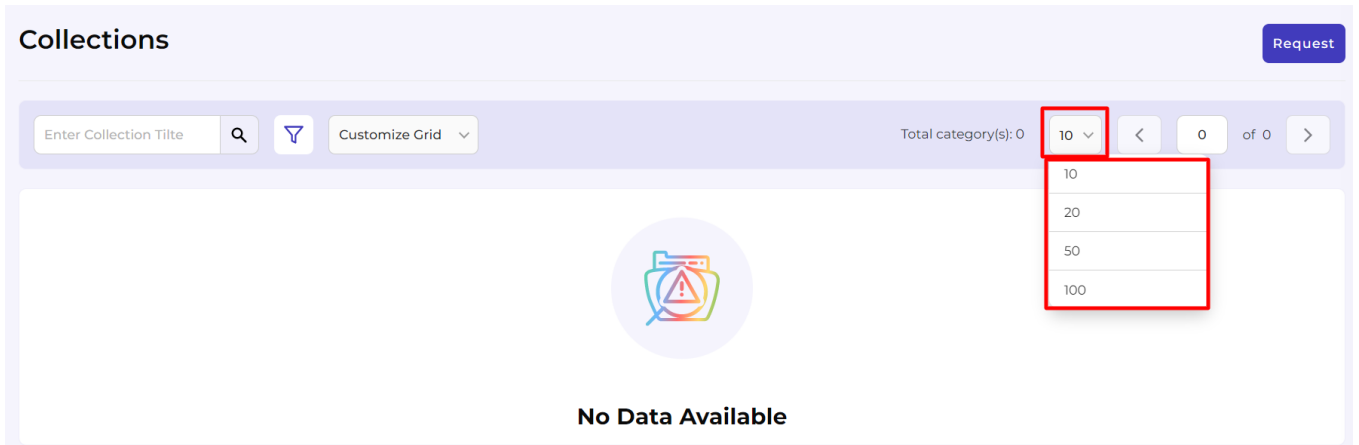 Collections
Request
Enter Collection Tilte
Customize Grid
Total category(s): 0
10
0
of 0
10
20
50
100
No Data Available